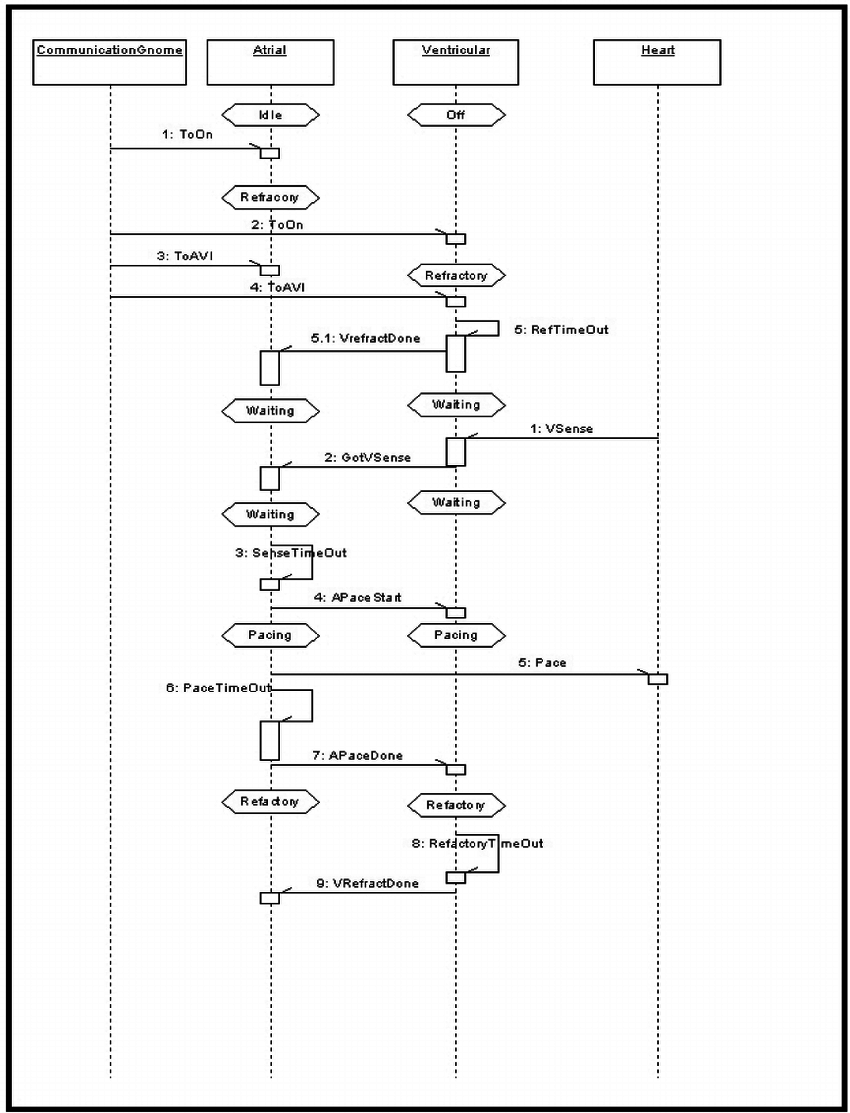 CommunicationGnome
Atrial
Ventricular
Heart
Idle
Off
1: ToOn
Refracory
2: ToOn
3: ToAVI
Refractory
4: ToAVI
5: RefTimeOut
5.1: VrefractDone
Waiting
Waiting
1: VSense
2: GotVSense
Waiting
Waiting
3: SenseTimeOut
4: APaceStart
Pacing
Pacing
5: Pace
6: PaceTimeOut
7: APaceDone
Refactory
Refactory
8: RefactoryTimeOut
9: VRefractDone